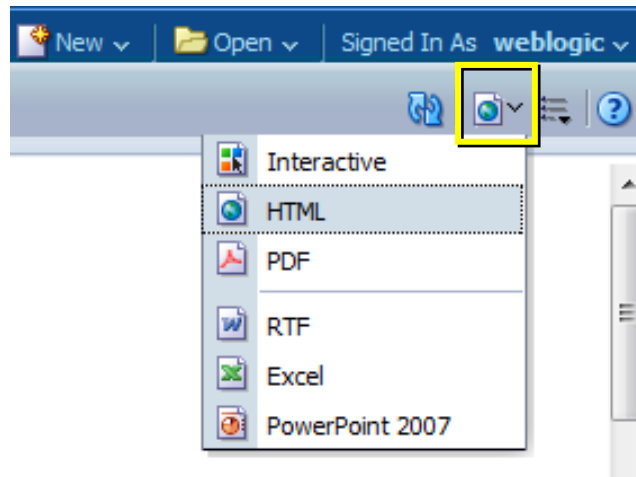 New Open Signed In As weblogic
Interactive
HTML
PDF
RTF
Excel
PowerPoint 2007